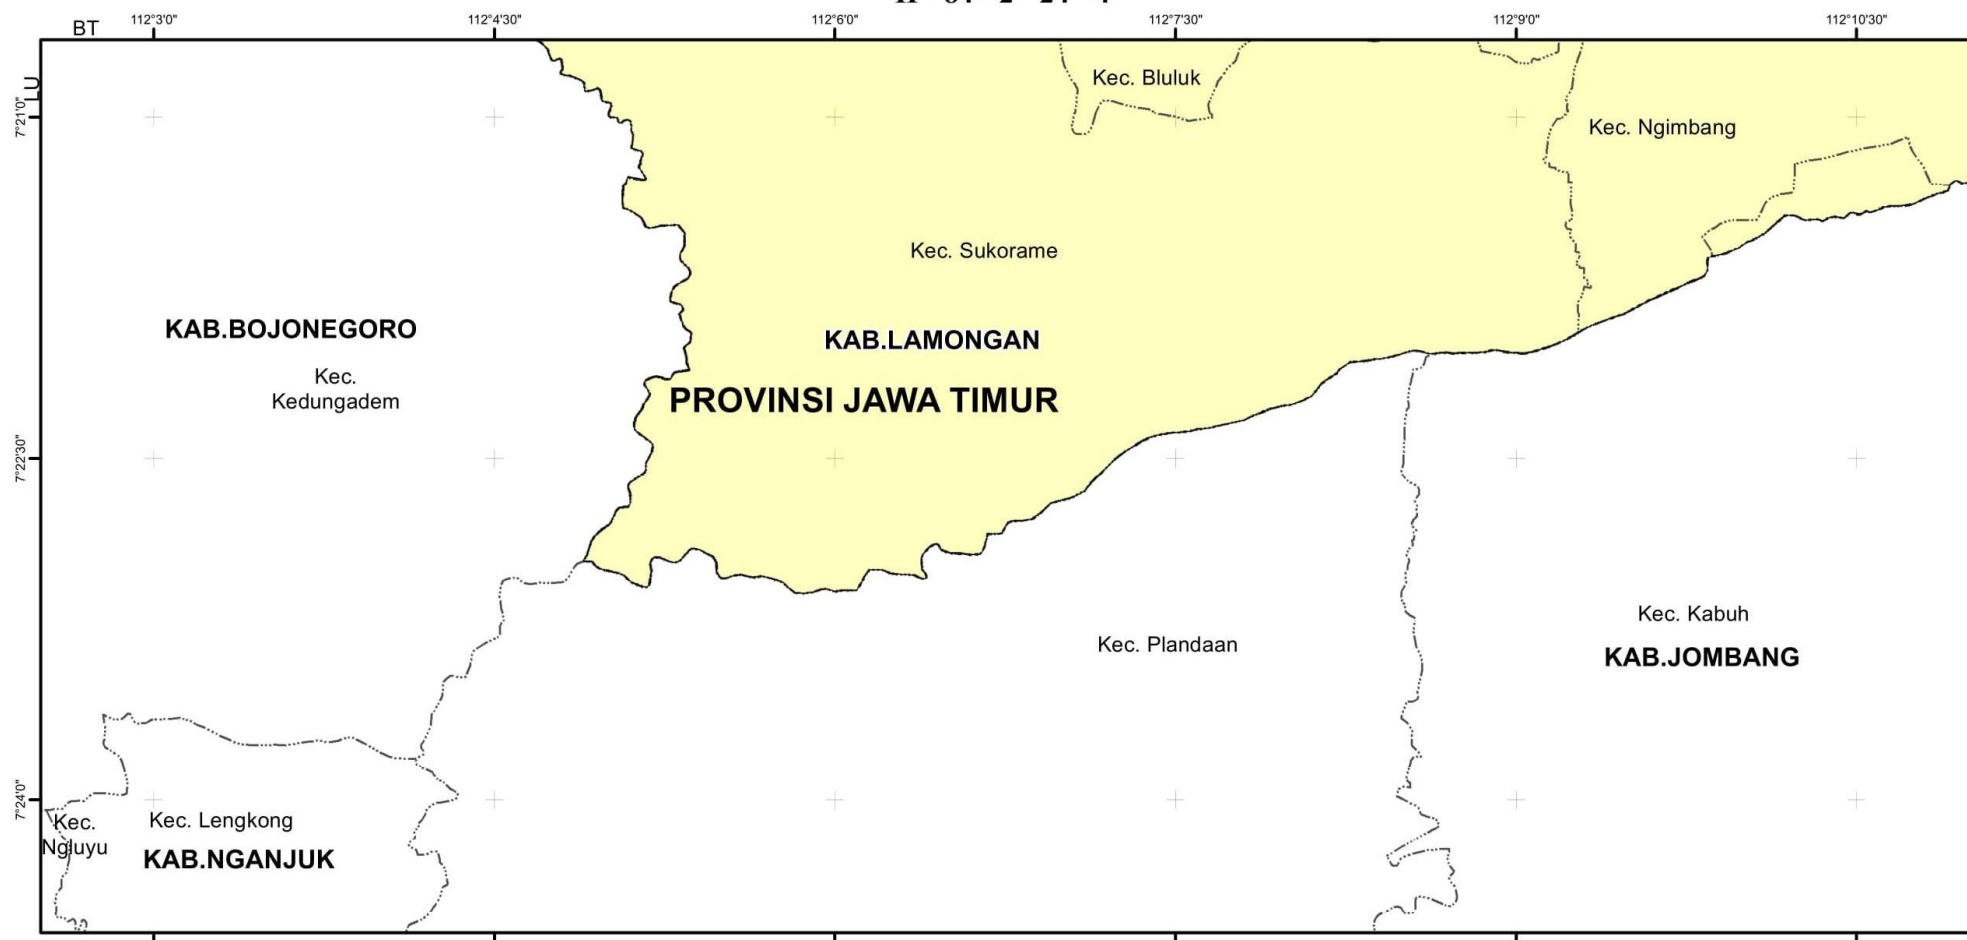 112°3'0"
112°4'30"
112°6'0"
112°7'30"
112°9'0"
112°10'30"
BT
LU
7°21'0"
Kec. Bluluk
Kec. Ngimbang
Kec. Sukorame
KAB.BOJONEGORO
KAB.LAMONGAN
Kec.
Kedungadem
PROVINSI JAWA TIMUR
7°22'30"
Kec. Kabuh
Kec. Plandaan
KAB.JOMBANG
7°24'0"
Kec.
Ngluyu
Kec. Lengkong
KAB.NGANJUK